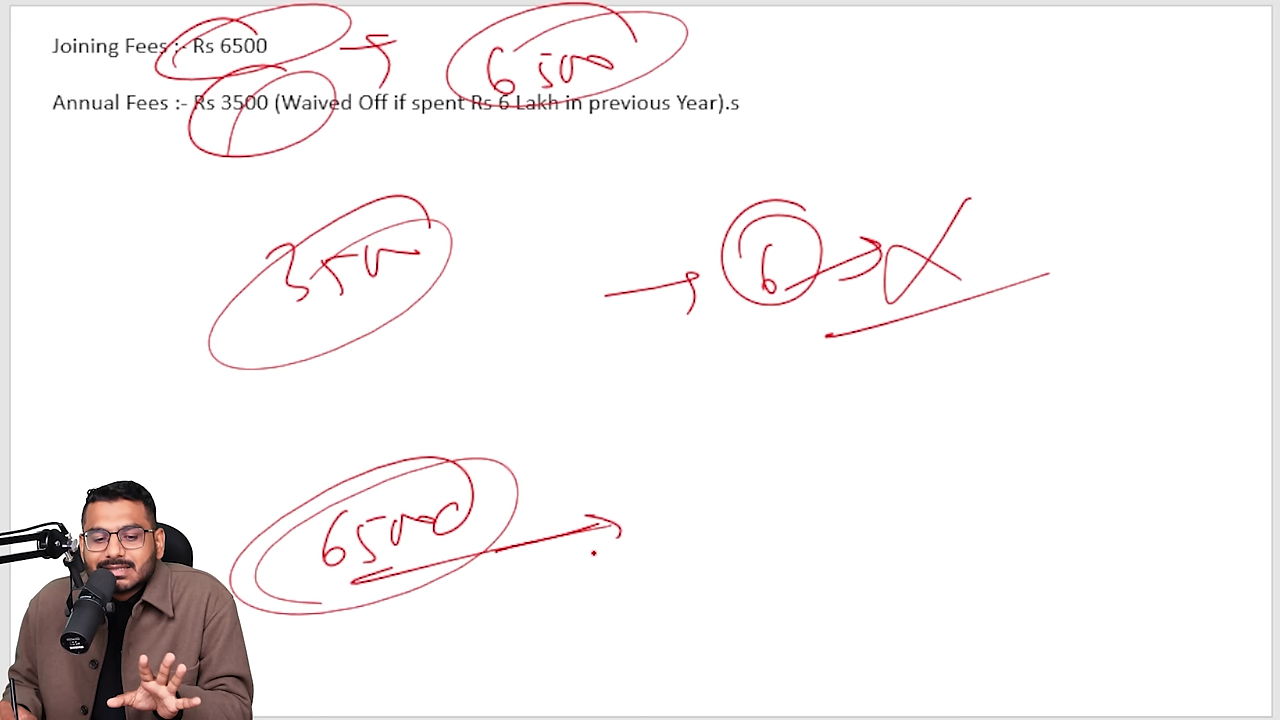 Joining Fees :- Rs 6500
6500
Annual Fees :- Rs 3500 (Waived Off if spent Rs 6 Lakh in previous Year).s
3500
6
6500